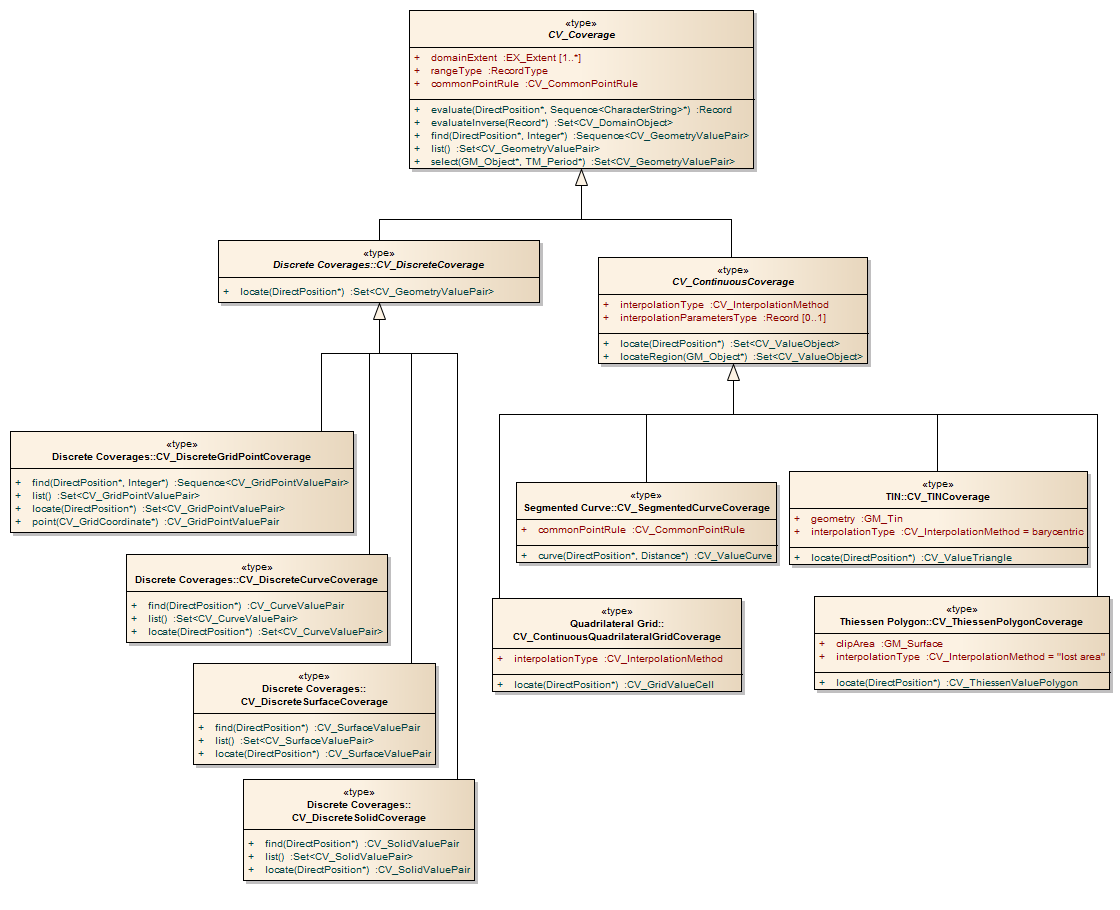 «type»
CV_Coverage
+ domainExtent :EX_Extent [1..*]
+ rangeType :RecordType
+ commonPointRule :CV_CommonPointRule
+ evaluate(DirectPosition*, Sequence<CharacterString>*) :Record
+ evaluateInverse(Record*) :Set<CV_DomainObject>
+ find(DirectPosition*, Integer*) :Sequence<CV_GeometryValuePair>
+ list() :Set<CV_GeometryValuePair>
+ select(GM_Object*, TM_Period*) :Set<CV_GeometryValuePair>
«type»
Discrete Coverages::CV_DiscreteCoverage
+ locate(DirectPosition*) :Set<CV_GeometryValuePair>
«type»
CV_ContinuousCoverage
+ interpolationType :CV_InterpolationMethod
+ interpolationParametersType :Record [0..1]
+ locate(DirectPosition*) :Set<CV_ValueObject>
+ locateRegion(GM_Object*) :Set<CV_ValueObject>
«type»
Discrete Coverages::CV_DiscreteGridPointCoverage
+ find(DirectPosition*, Integer*) :Sequence<CV_GridPointValuePair>
+ list() :Set<CV_GridPointValuePair>
+ locate(DirectPosition*) :Set<CV_GridPointValuePair>
+ point(CV_GridCoordinate*) :CV_GridPointValuePair
«type»
Segmented Curve::CV_SegmentedCurveCoverage
+ commonPointRule :CV_CommonPointRule
+ curve(DirectPosition*, Distance*) :CV_ValueCurve
«type»
TIN::CV_TINCoverage
+ geometry :GM_Tin
+ interpolationType :CV_InterpolationMethod = barycentric
+ locate(DirectPosition*) :CV_ValueTriangle
«type»
Discrete Coverages::CV_DiscreteCurveCoverage
+ find(DirectPosition*) :CV_CurveValuePair
+ list() :Set<CV_CurveValuePair>
+ locate(DirectPosition*) :Set<CV_CurveValuePair>
«type»
Quadrilateral Grid::
CV_ContinuousQuadrilateralGridCoverage
+ interpolationType :CV_InterpolationMethod
+ locate(DirectPosition*) :CV_GridValueCell
«type»
Thiessen Polygon::CV_ThiessenPolygonCoverage
+ clipArea :GM_Surface
+ interpolationType :CV_InterpolationMethod = "lost area"
+ locate(DirectPosition*) :CV_ThiessenValuePolygon
«type»
Discrete Coverages::
CV_DiscreteSurfaceCoverage
+ find(DirectPosition*) :CV_SurfaceValuePair
+ list() :Set<CV_SurfaceValuePair>
+ locate(DirectPosition*) :CV_SurfaceValuePair
«type»
Discrete Coverages::
CV_DiscreteSolidCoverage
+ find(DirectPosition*) :CV_SolidValuePair
+ list() :Set<CV_SolidValuePair>
+ locate(DirectPosition*) :CV_SolidValuePair